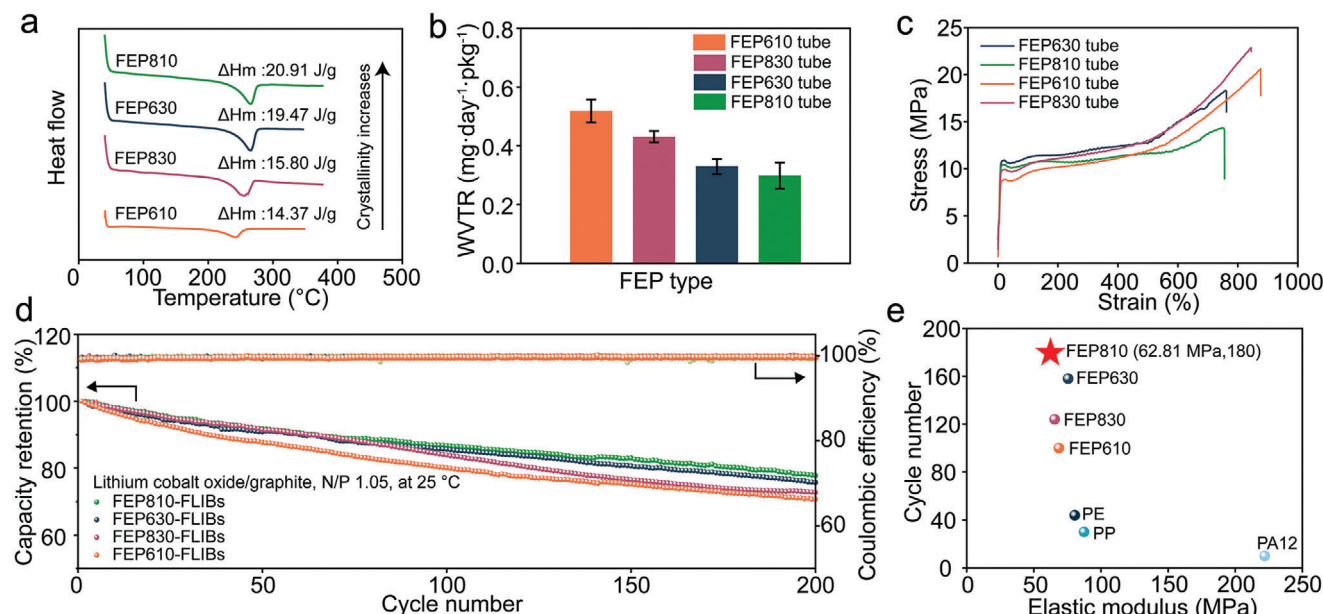 a
FEP810
ΔHm :20.91 J/g
FEP630
ΔHm :19.47 J/g
FEP830
ΔHm :15.80 J/g
FEP610
ΔHm :14.37 J/g
Crystallinity increases
Heat flow
0 100 200 300 400 500
Temperature (°C)
b
FEP610 tube
FEP830 tube
FEP630 tube
FEP810 tube
0.8
0.6
0.4
0.2
0.0
WVTR (mg·day⁻¹·pkg⁻¹)
FEP type
c
FEP630 tube
FEP810 tube
FEP610 tube
FEP830 tube
25
20
15
10
5
0
Stress (MPa)
0 200 400 600 800 1000
Strain (%)
d
120
100
80
60
Capacity retention (%)
100
80
60
Coulombic efficiency (%)
Lithium cobalt oxide/graphite, N/P 1.05, at 25 °C
FEP810-FLIBs
FEP630-FLIBs
FEP830-FLIBs
FEP610-FLIBs
0 50 100 150 200
Cycle number
e
200
160
120
80
40
0
Cycle number
FEP810 (62.81 MPa,180)
FEP630
FEP830
FEP610
PE
PP
PA12
0 50 100 150 200 250
Elastic modulus (MPa)